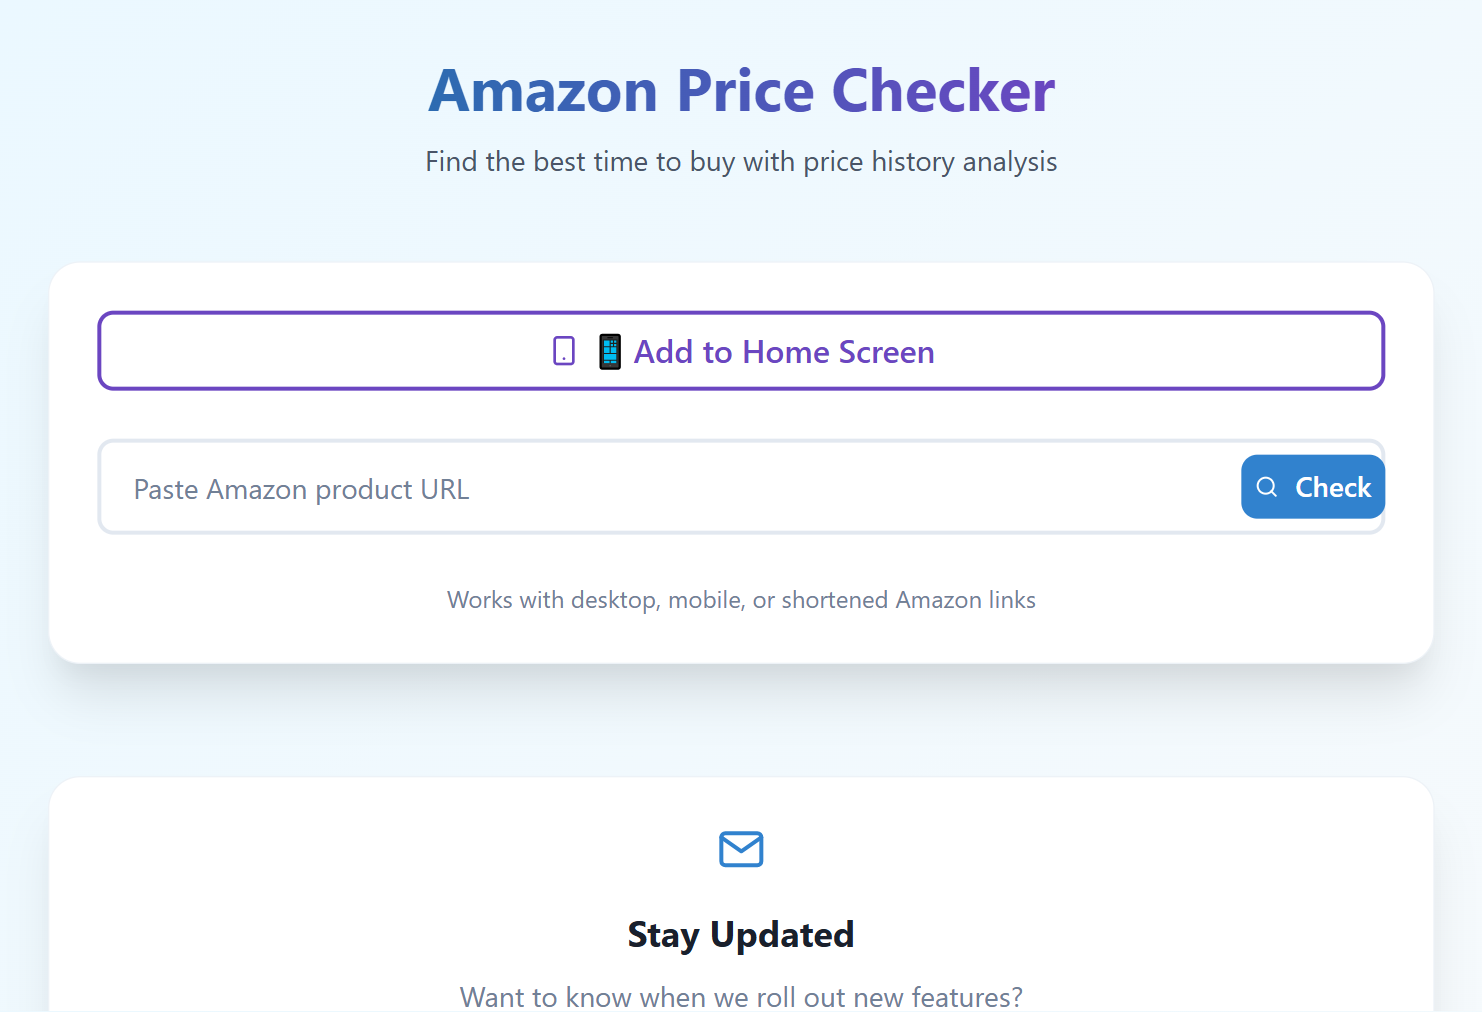 Amazon Price Checker
Find the best time to buy with price history analysis
📱 Add to Home Screen
Paste Amazon product URL
Check
Works with desktop, mobile, or shortened Amazon links
Stay Updated
Want to know when we roll out new features?